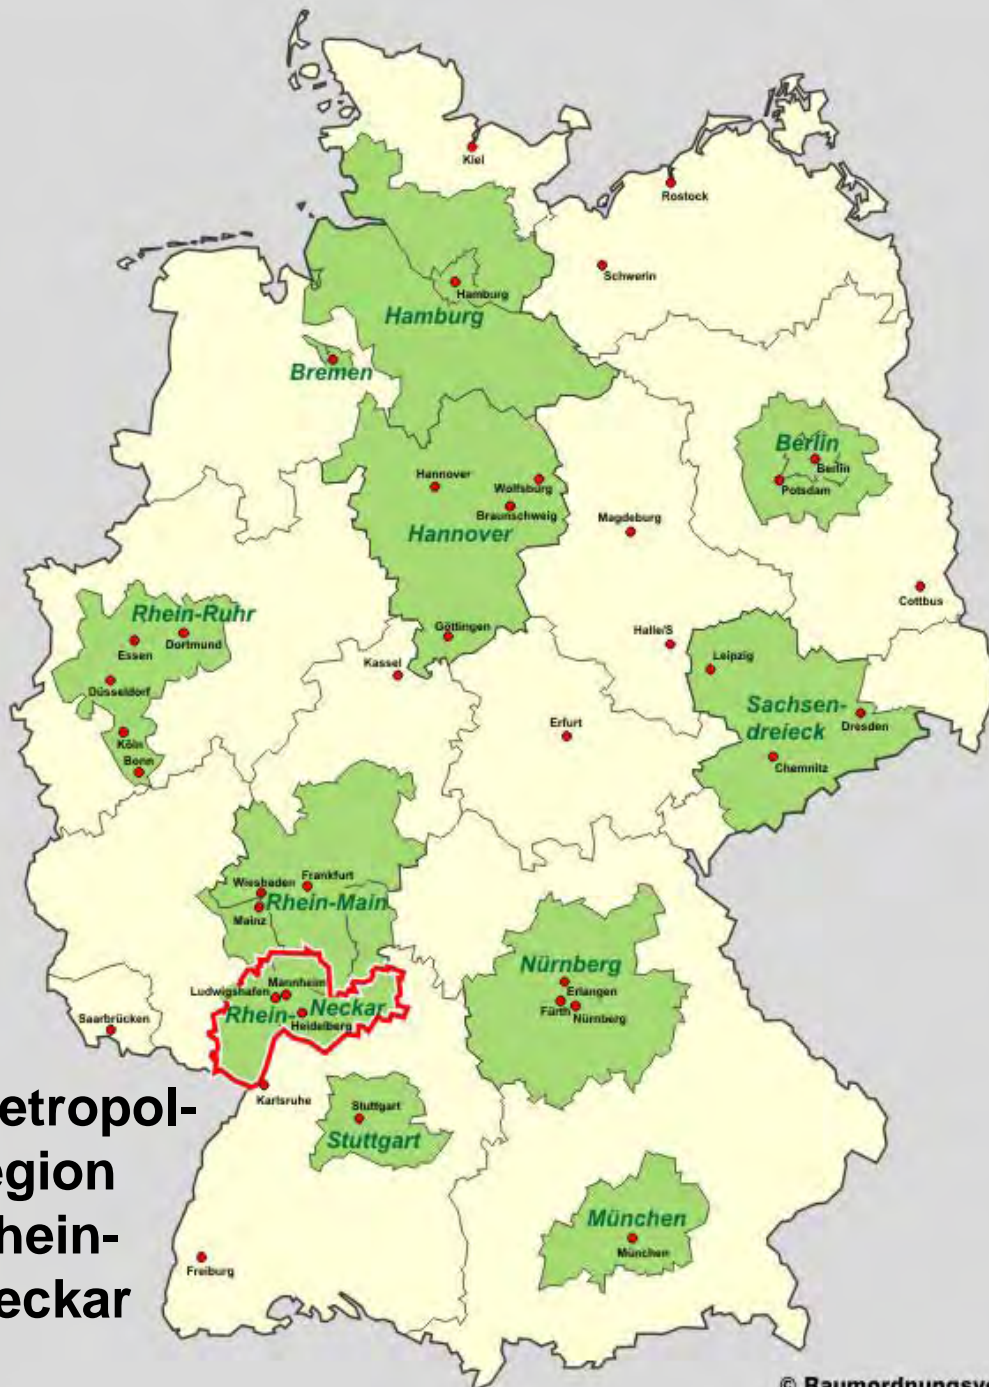 Kiel
Rostock
Schwerin
Hamburg
Hamburg
Bremen
Berlin
Berlin
Potsdam
Hannover
Wolfsburg
Braunschweig
Hannover
Magdeburg
Cottbus
Rhein-Ruhr
Dortmund
Essen
Düsseldorf
Köln
Bonn
Göttingen
Kassel
Halle/S
Leipzig
Sachsen-
dreieck
Dresden
Chemnitz
Erfurt
Wiesbaden
Frankfurt
Rhein-Main
Mainz
Nürnberg
Erlangen
Fürth
Nürnberg
Mannheim
Ludwigshafen
Rhein-
Neckar
Heidelberg
Saarbrücken
Karlsruhe
Stuttgart
Stuttgart
München
München
Freiburg
etropol-
egion
hein-
eckar
© Raumordnungsve